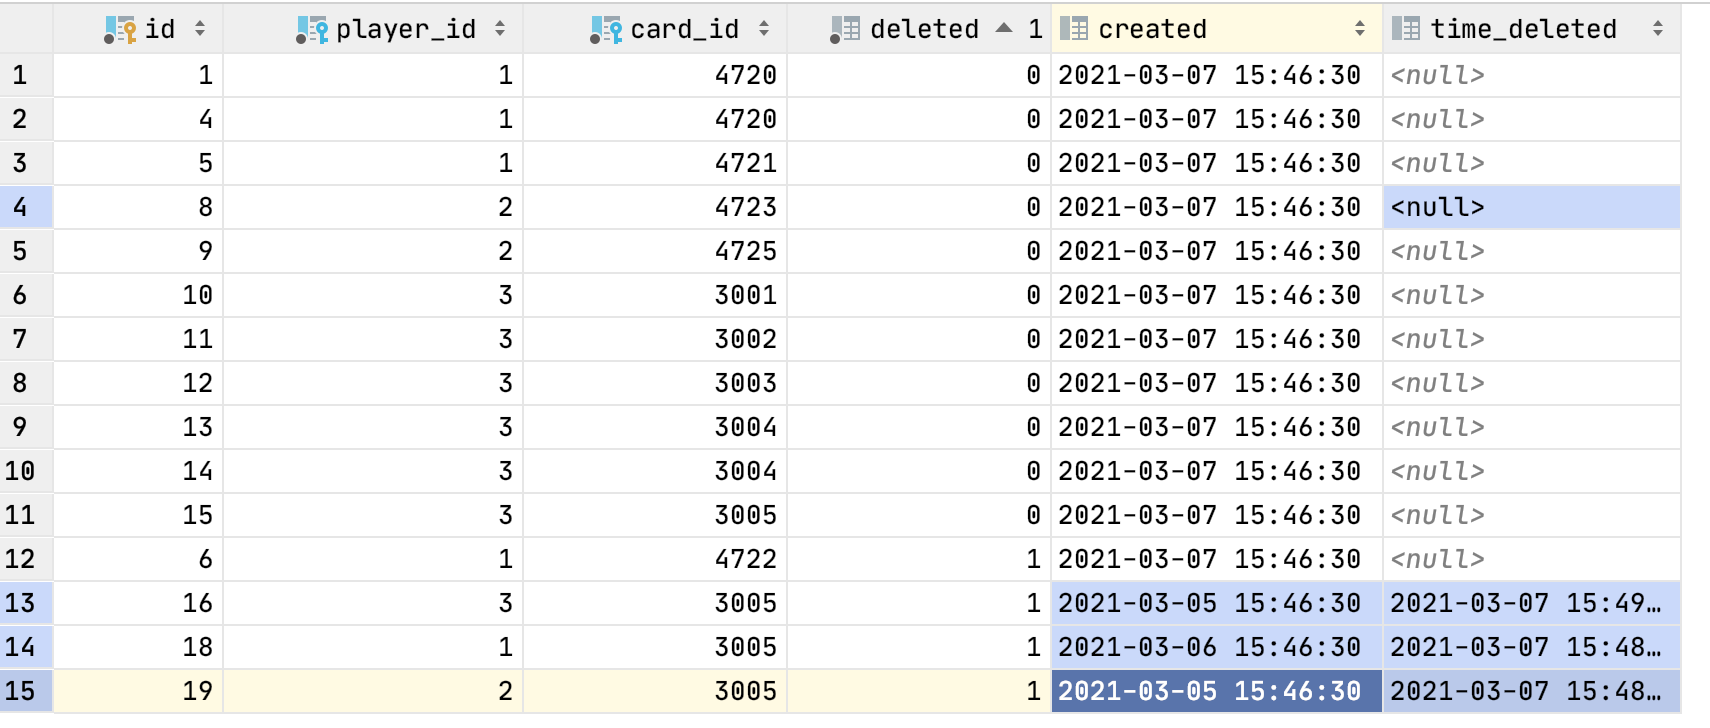 id player_id card_id deleted 1 created time_deleted
1 1 1 4720 0 2021-03-07 15:46:30 <null>
2 4 1 4720 0 2021-03-07 15:46:30 <null>
3 5 1 4721 0 2021-03-07 15:46:30 <null>
4 8 2 4723 0 2021-03-07 15:46:30 <null>
5 9 2 4725 0 2021-03-07 15:46:30 <null>
6 10 3 3001 0 2021-03-07 15:46:30 <null>
7 11 3 3002 0 2021-03-07 15:46:30 <null>
8 12 3 3003 0 2021-03-07 15:46:30 <null>
9 13 3 3004 0 2021-03-07 15:46:30 <null>
10 14 3 3004 0 2021-03-07 15:46:30 <null>
11 15 3 3005 0 2021-03-07 15:46:30 <null>
12 6 1 4722 1 2021-03-07 15:46:30 <null>
13 16 3 3005 1 2021-03-05 15:46:30 2021-03-07 15:49…
14 18 1 3005 1 2021-03-06 15:46:30 2021-03-07 15:48…
15 19 2 3005 1 2021-03-05 15:46:30 2021-03-07 15:48…